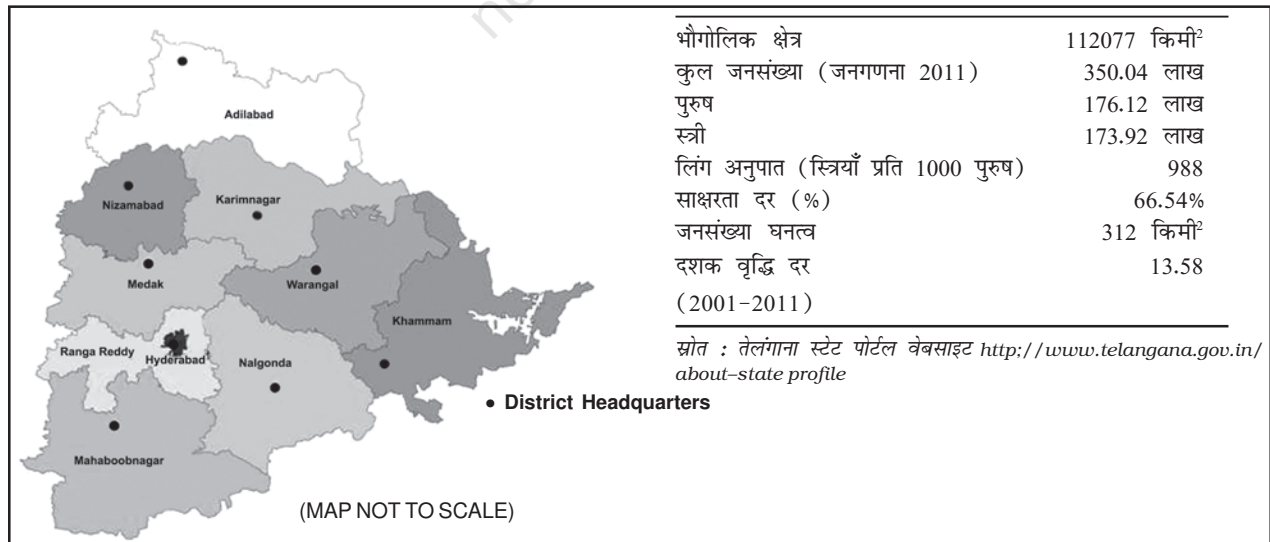 Adilabad
Nizamabad
Karimnagar
Medak
Warangal
Khammam
Ranga Reddy
Hyderabad
Nalgonda
Mahaboobnagar
• District Headquarters
(MAP NOT TO SCALE)
भौगोलिक क्षेत्र 112077 किमी²
कुल जनसंख्या (जनगणना 2011) 350.04 लाख
पुरुष 176.12 लाख
स्त्री 173.92 लाख
लिंग अनुपात (स्त्रियाँ प्रति 1000 पुरुष) 988
साक्षरता दर (%) 66.54%
जनसंख्या घनत्व 312 किमी²
दशक वृद्धि दर 13.58
(2001-2011)
स्रोत : तेलंगाना स्टेट पोर्टल वेबसाइट http;//www.telangana.gov.in/
about-state profile